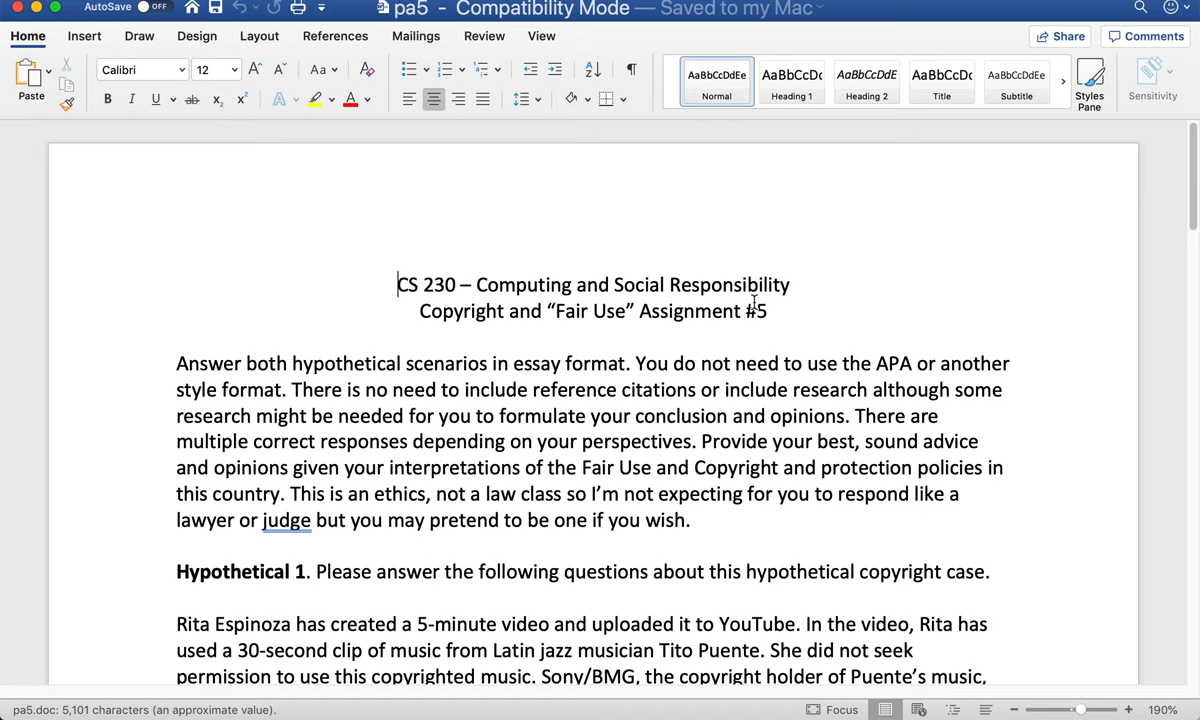 AutoSave OFF
pa5 - Compatibility Mode — Saved to my Mac
Home Insert Draw Design Layout References Mailings Review View Share Comments
Paste
Calibri 12 A A Aa A
B I U ab x2 x2 A A
AaBbCcDdEe AaBbCcDc AaBbCcDdE AaBbCcDc AaBbCcDdEe
Normal Heading 1 Heading 2 Title Subtitle
Styles Pane
Sensitivity
CS 230 – Computing and Social Responsibility
Copyright and “Fair Use” Assignment #5
Answer both hypothetical scenarios in essay format. You do not need to use the APA or another
style format. There is no need to include reference citations or include research although some
research might be needed for you to formulate your conclusion and opinions. There are
multiple correct responses depending on your perspectives. Provide your best, sound advice
and opinions given your interpretations of the Fair Use and Copyright and protection policies in
this country. This is an ethics, not a law class so I’m not expecting for you to respond like a
lawyer or judge but you may pretend to be one if you wish.
Hypothetical 1. Please answer the following questions about this hypothetical copyright case.
Rita Espinoza has created a 5-minute video and uploaded it to YouTube. In the video, Rita has
used a 30-second clip of music from Latin jazz musician Tito Puente. She did not seek
permission to use this copyrighted music. Sony/BMG, the copyright holder of Puente’s music,
pa5.doc: 5,101 characters (an approximate value).
Focus
190%